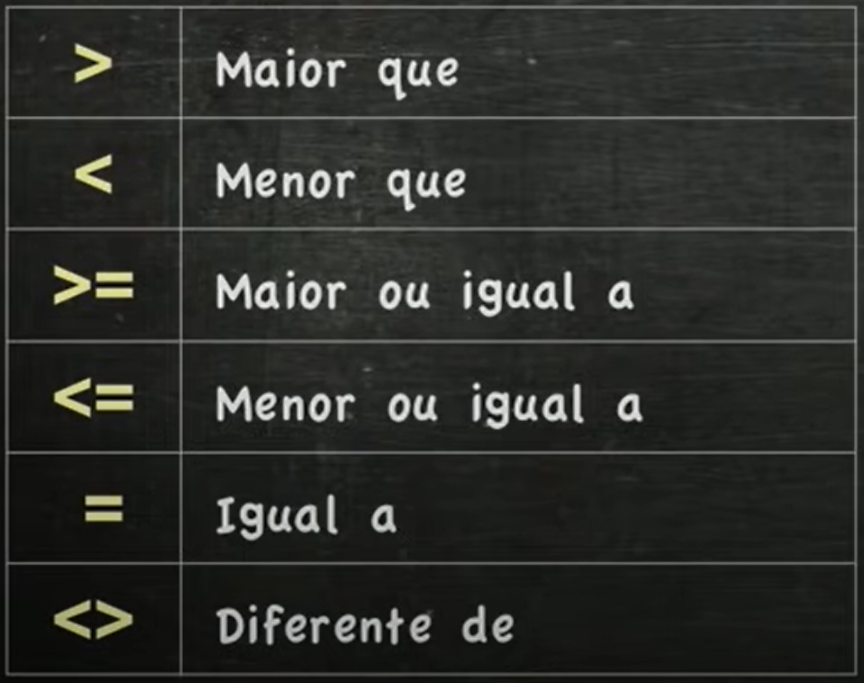 > Maior que
< Menor que
>= Maior ou igual a
<= Menor ou igual a
= Igual a
<> Diferente de